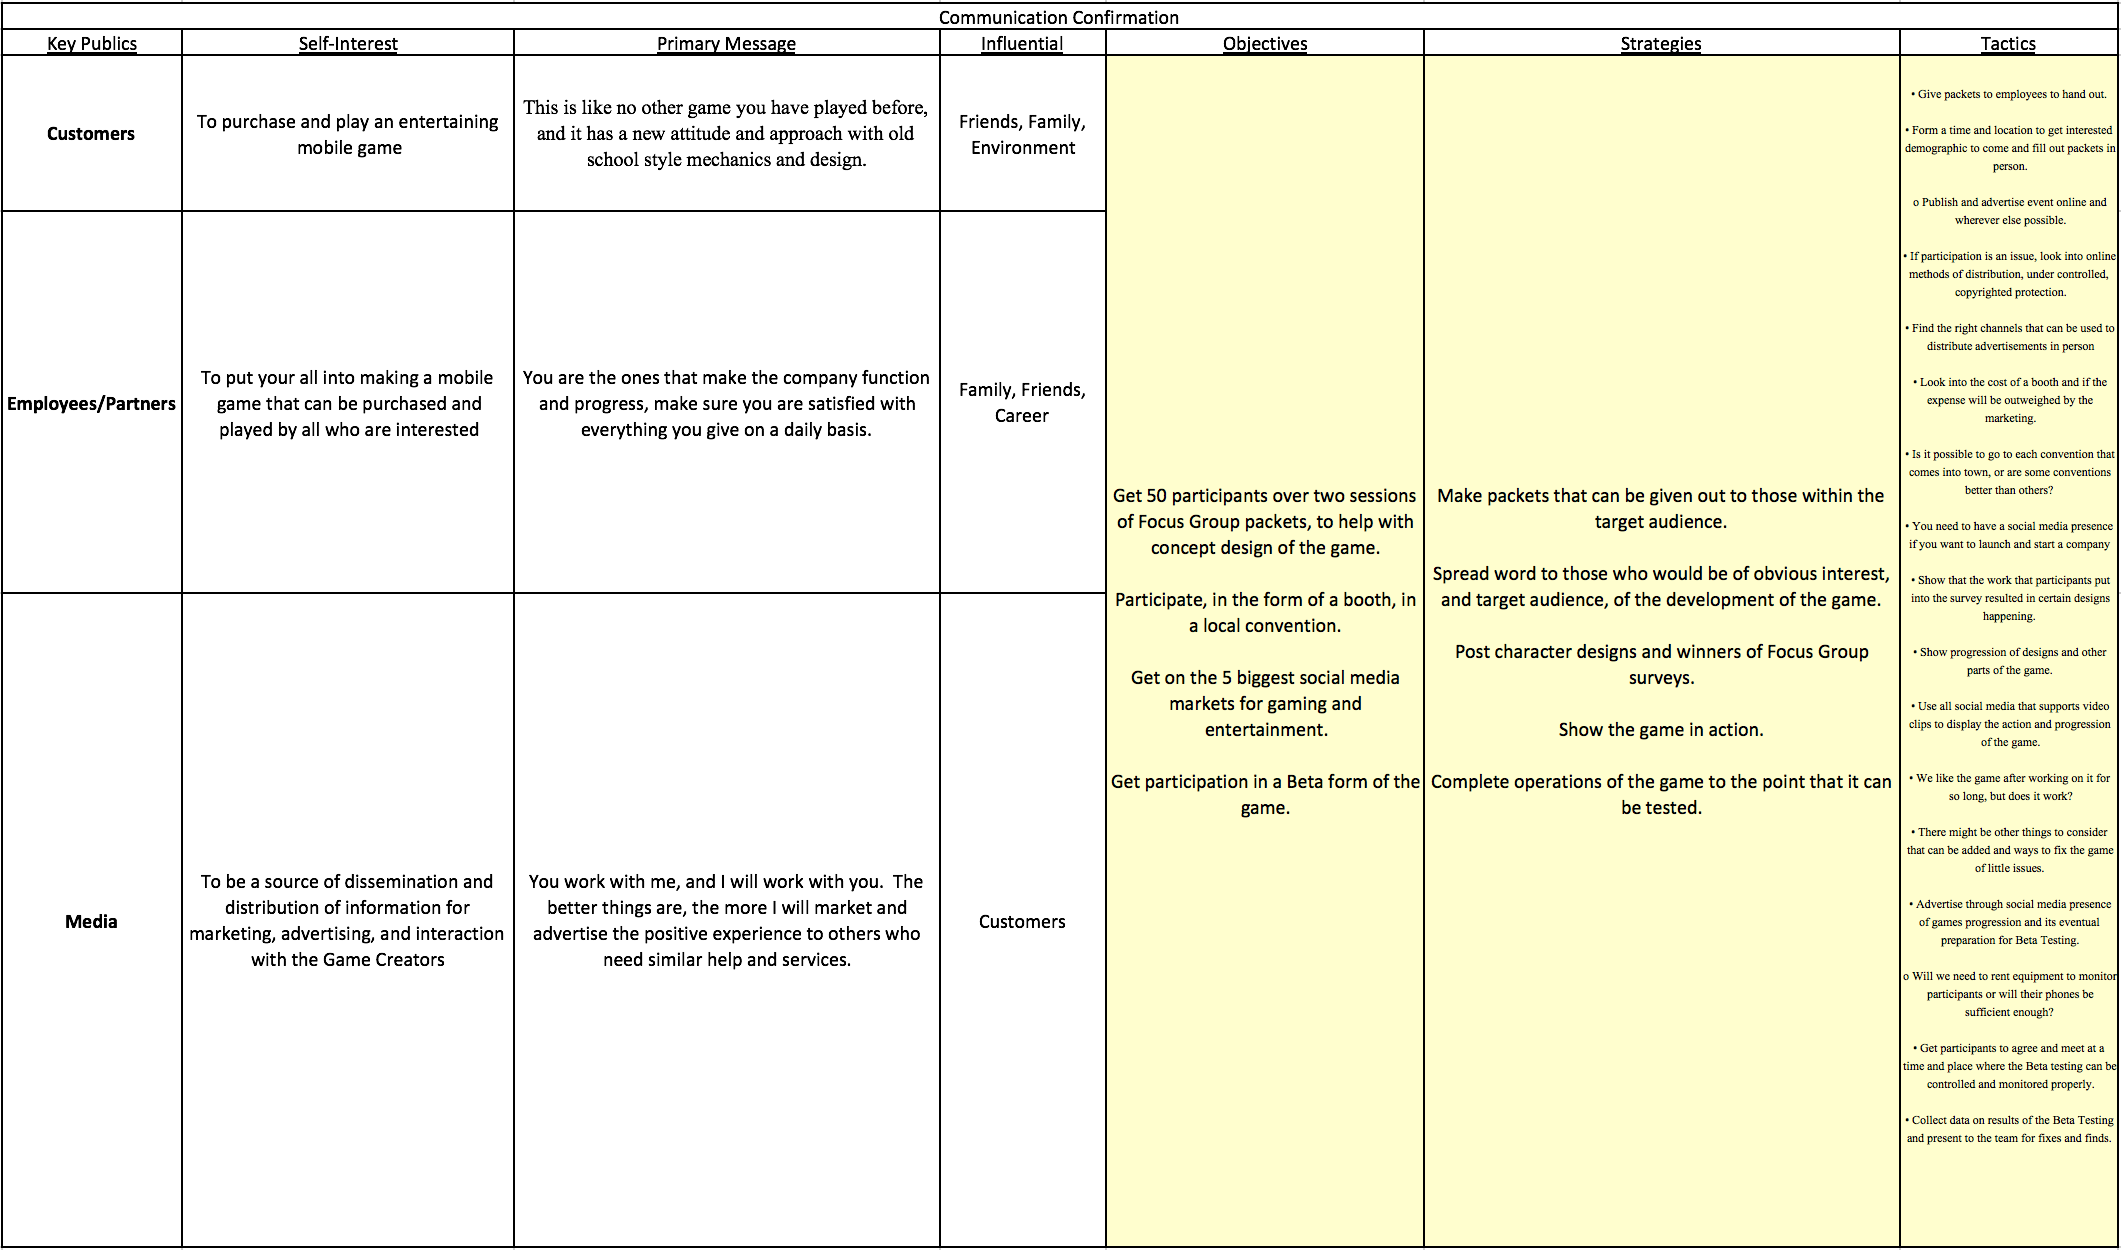 Communication Confirmation
Key Publics
Self-Interest
Primary Message
Influential
Objectives
Strategies
Tactics
Customers
To purchase and play an entertaining
mobile game
This is like no other game you have played before,
and it has a new attitude and approach with old
school style mechanics and design.
Friends, Family,
Environment
Employees/Partners
To put your all into making a mobile
game that can be purchased and
played by all who are interested
You are the ones that make the company function
and progress, make sure you are satisfied with
everything you give on a daily basis.
Family, Friends,
Career
Media
To be a source of dissemination and
distribution of information for
marketing, advertising, and interaction
with the Game Creators
You work with me, and I will work with you.  The
better things are, the more I will market and
advertise the positive experience to others who
need similar help and services.
Customers
Get 50 participants over two sessions
of Focus Group packets, to help with
concept design of the game.
Participate, in the form of a booth, in
a local convention.
Get on the 5 biggest social media
markets for gaming and
entertainment.
Get participation in a Beta form of the
game.
Make packets that can be given out to those within the
target audience.
Spread word to those who would be of obvious interest,
and target audience, of the development of the game.
Post character designs and winners of Focus Group
surveys.
Show the game in action.
Complete operations of the game to the point that it can
be tested.
• Give packets to employees to hand out.
• Form a time and location to get interested
demographic to come and fill out packets in
person.
o Publish and advertise event online and
wherever else possible.
• If participation is an issue, look into online
methods of distribution, under controlled,
copyrighted protection.
• Find the right channels that can be used to
distribute advertisements in person
• Look into the cost of a booth and if the
expense will be outweighed by the
marketing.
• Is it possible to go to each convention that
comes into town, or are some conventions
better than others?
• You need to have a social media presence
if you want to launch and start a company
• Show that the work that participants put
into the survey resulted in certain designs
happening.
• Show progression of designs and other
parts of the game.
• Use all social media that supports video
clips to display the action and progression
of the game.
• We like the game after working on it for
so long, but does it work?
• There might be other things to consider
that can be added and ways to fix the game
of little issues.
• Advertise through social media presence
of games progression and its eventual
preparation for Beta Testing.
o Will we need to rent equipment to monitor
participants or will their phones be
sufficient enough?
• Get participants to agree and meet at a
time and place where the Beta testing can be
controlled and monitored properly.
• Collect data on results of the Beta Testing
and present to the team for fixes and finds.